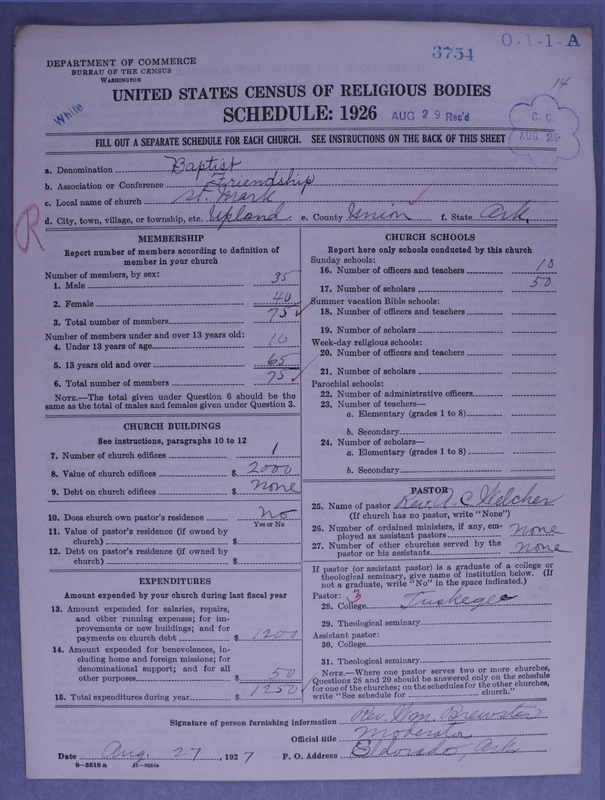 3754
O-1-1-A
DEPARTMENT OF COMMERCE
BUREAU OF THE CENSUS
WASHINGTON
14
White
UNITED STATES CENSUS OF RELIGIOUS BODIES
SCHEDULE: 1926 AUG 29 Rec'd
C. C.
AUG 29
FILL OUT A SEPARATE SCHEDULE FOR EACH CHURCH. SEE INSTRUCTIONS ON THE BACK OF THIS SHEET
a. Denomination Baptist
b. Association or Conference Friendship
c. Local name of church St. Mark
d. City, town, village, or township, etc. Upland e. County Union f. State Ark.
R
MEMBERSHIP
Report number of members according to definition of
member in your church
Number of members, by sex:
1. Male 35
2. Female 40
3. Total number of members 75
Number of members under and over 13 years old:
4. Under 13 years of age 10
5. 13 years old and over 65
6. Total number of members 75
NOTE.—The total given under Question 6 should be the
same as the total of males and females given under Question 3.
CHURCH BUILDINGS
See instructions, paragraphs 10 to 12
7. Number of church edifices 1
8. Value of church edifices $ 2000
9. Debt on church edifices $ None
10. Does church own pastor's residence No
Yes or No
11. Value of pastor's residence (if owned by
church) $
12. Debt on pastor's residence (if owned by
church) $
EXPENDITURES
Amount expended by your church during last fiscal year
13. Amount expended for salaries, repairs,
and other running expenses; for im-
provements or new buildings; and for
payments on church debt $ 1200
14. Amount expended for benevolences, in-
cluding home and foreign missions; for
denominational support; and for all
other purposes $ 50
15. Total expenditures during year $ 1250
CHURCH SCHOOLS
Report here only schools conducted by this church
Sunday schools:
16. Number of officers and teachers 10
17. Number of scholars 50
Summer vacation Bible schools:
18. Number of officers and teachers
19. Number of scholars
Week-day religious schools:
20. Number of officers and teachers
21. Number of scholars
Parochial schools:
22. Number of administrative officers
23. Number of teachers—
a. Elementary (grades 1 to 8)
b. Secondary
24. Number of scholars—
a. Elementary (grades 1 to 8)
b. Secondary
PASTOR
25. Name of pastor Rev. A. C. Welcher
(If church has no pastor, write "None")
26. Number of ordained ministers, if any, em-
ployed as assistant pastors none
27. Number of other churches served by the
pastor or his assistants none
If pastor (or assistant pastor) is a graduate of a college or
theological seminary, give name of institution below. (If
not a graduate, write "No" in the space indicated.)
Pastor: 3
28. College Tuskegee
29. Theological seminary
Assistant pastor:
30. College
31. Theological seminary
NOTE.—Where one pastor serves two or more churches,
Questions 28 and 29 should be answered only on the schedule
for one of the churches; on the schedules for the other churches,
write "See schedule for church."
Signature of person furnishing information Rev. Wm. Brewster
Official title Moderator
Date Aug. 27, 1927 P. O. Address Eldorado, Ark.
8-5518a